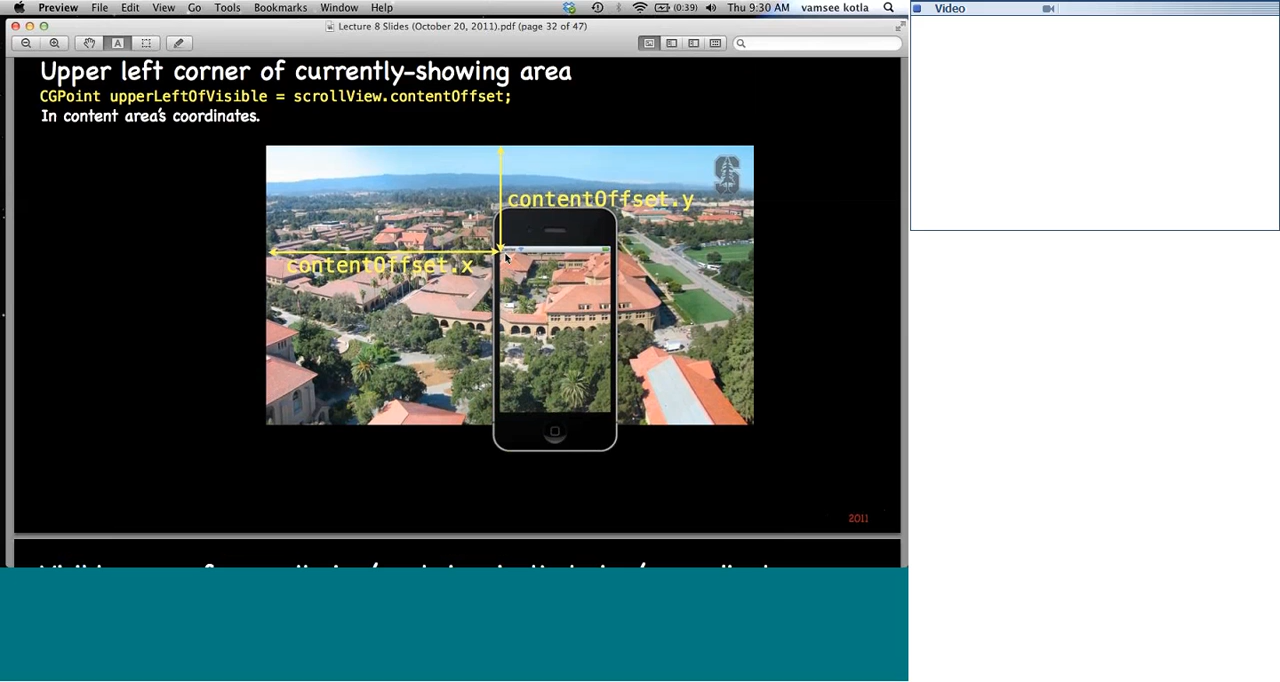 Preview File Edit View Go Tools Bookmarks Window Help (0:39) Thu 9:30 AM vamsee kotla
Video
Lecture 8 Slides (October 20, 2011).pdf (page 32 of 47)
Upper left corner of currently-showing area
CGPoint upperLeftOfVisible = scrollView.contentOffset;
In content area's coordinates.
contentOffset.y
contentOffset.x
2011